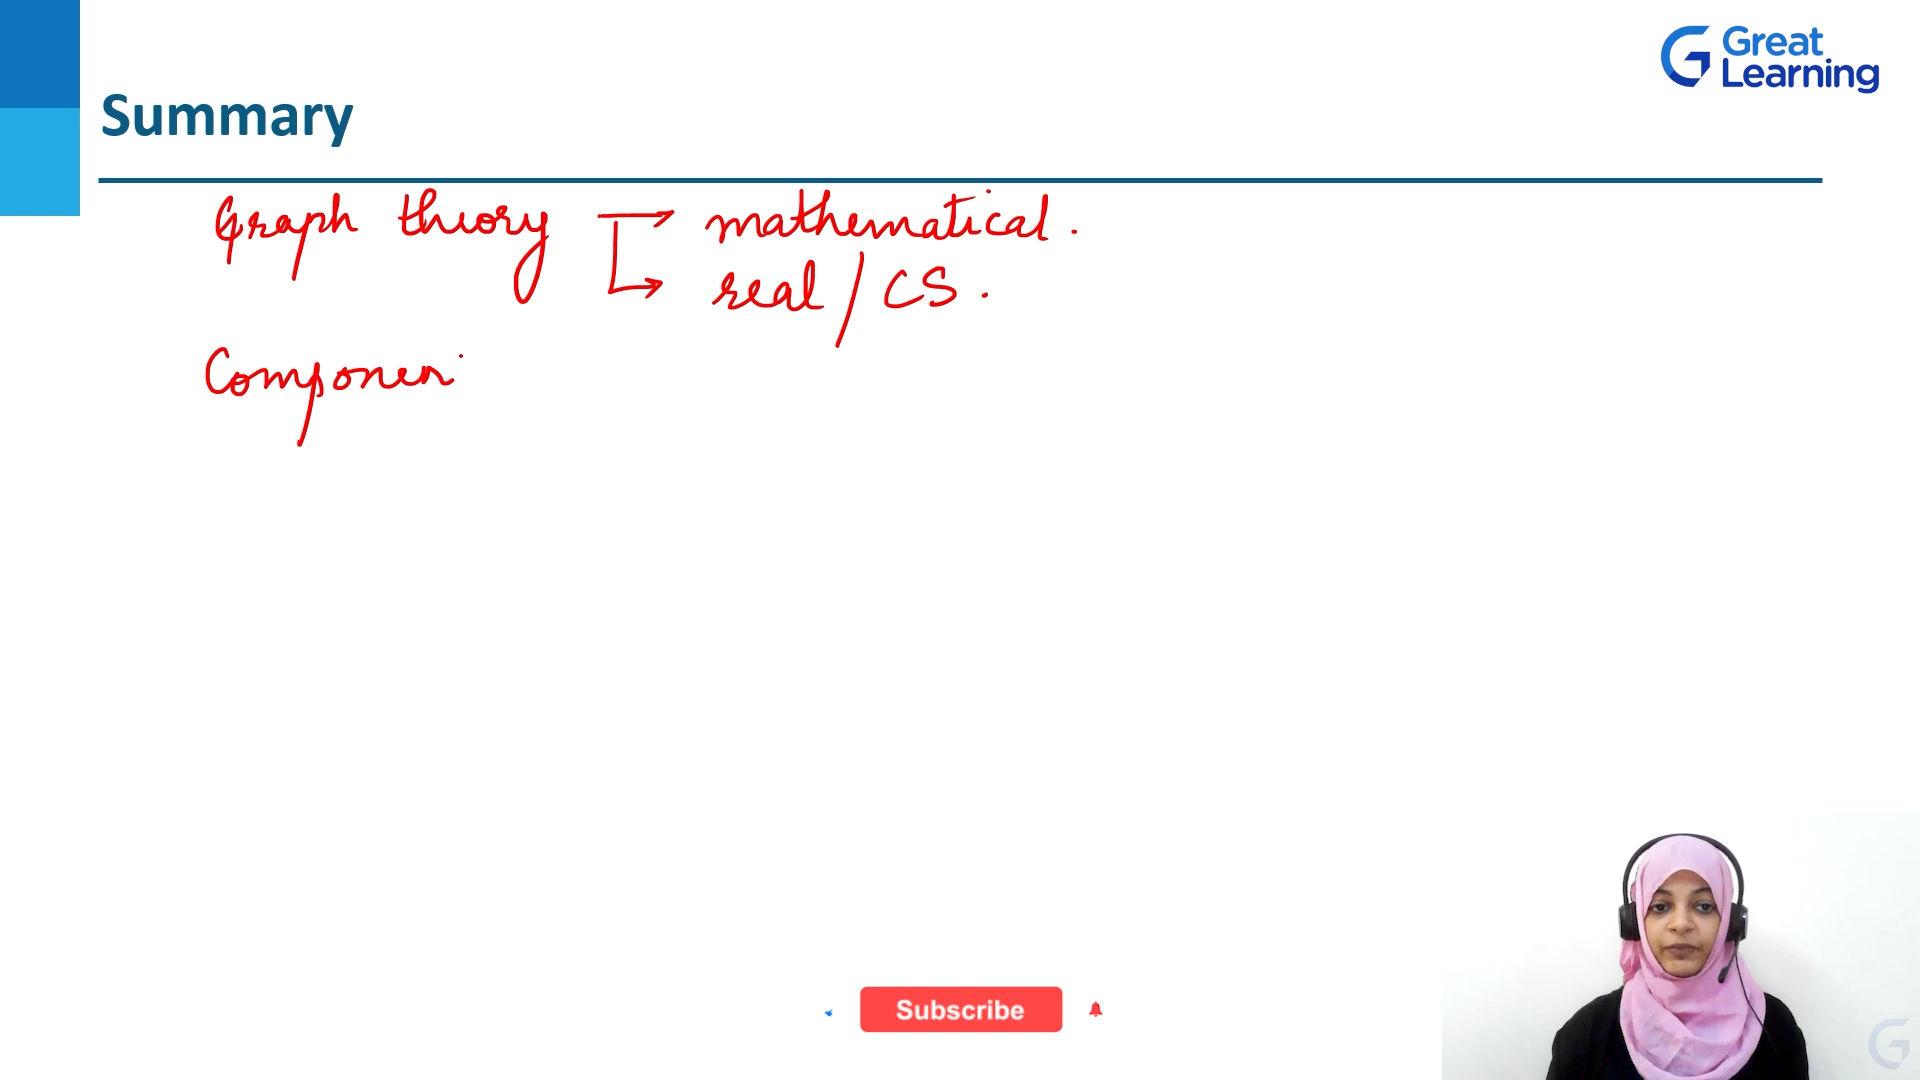 Great
Learning
Summary
Graph theory → mathematical.
→ real / CS.
Componen
Subscribe